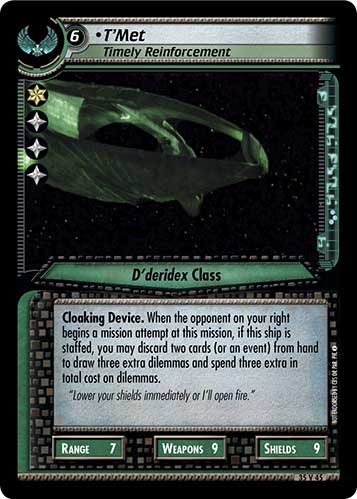 6
•T'Met
Timely Reinforcement
D'deridex Class
Cloaking Device. When the opponent on your right
begins a mission attempt at this mission, if this ship is
staffed, you may discard two cards (or an event) from hand
to draw three extra dilemmas and spend three extra in
total cost on dilemmas.
"Lower your shields immediately or I'll open fire."
RANGE 7 WEAPONS 9 SHIELDS 9
35 V 45